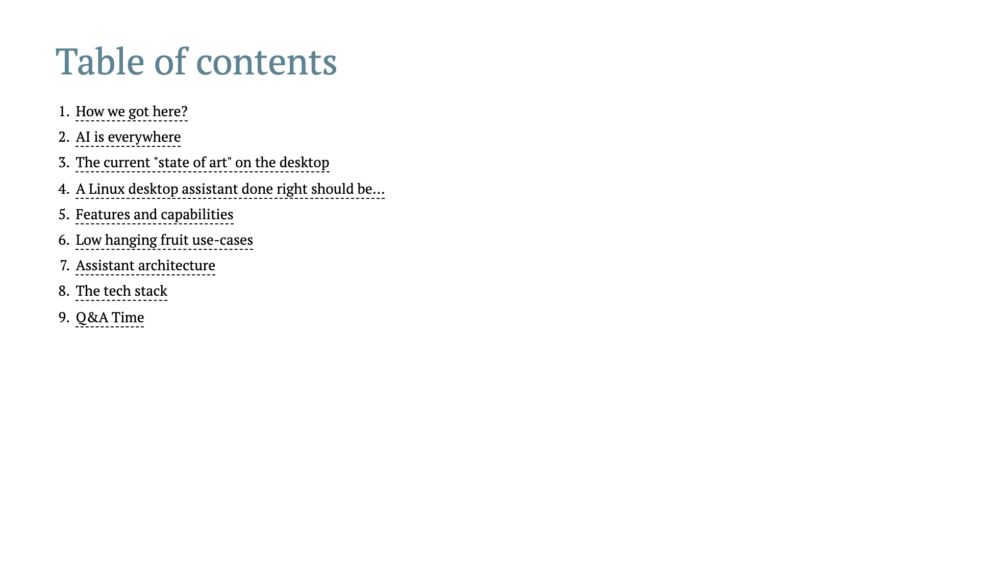 Table of contents
1. How we got here?
2. AI is everywhere
3. The current "state of art" on the desktop
4. A Linux desktop assistant done right should be...
5. Features and capabilities
6. Low hanging fruit use-cases
7. Assistant architecture
8. The tech stack
9. Q&A Time